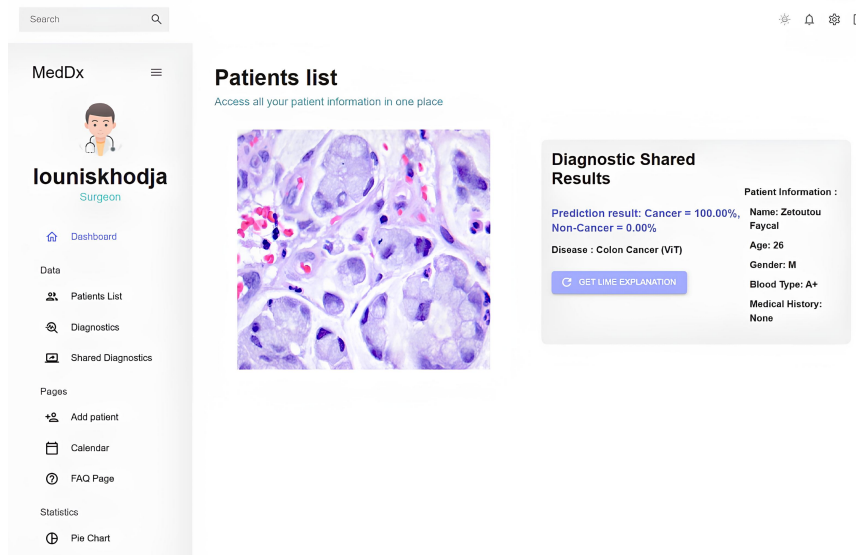 Search
MedDx
louniskhodja
Surgeon
Dashboard
Data
Patients List
Diagnostics
Shared Diagnostics
Pages
Add patient
Calendar
FAQ Page
Statistics
Pie Chart
Patients list
Access all your patient information in one place
Diagnostic Shared
Results
Prediction result: Cancer = 100.00%,
Non-Cancer = 0.00%
Disease : Colon Cancer (ViT)
GET LIME EXPLANATION
Patient Information :
Name: Zetoutou
Faycal
Age: 26
Gender: M
Blood Type: A+
Medical History:
None